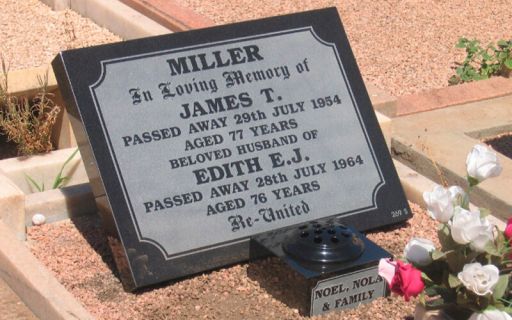 MILLER
In Loving Memory of
JAMES T.
PASSED AWAY 29th JULY 1954
AGED 77 YEARS
BELOVED HUSBAND OF
EDITH E.J.
PASSED AWAY 28th JULY 1964
AGED 76 YEARS
Re-United
269 S
NOEL, NOLA
& FAMILY